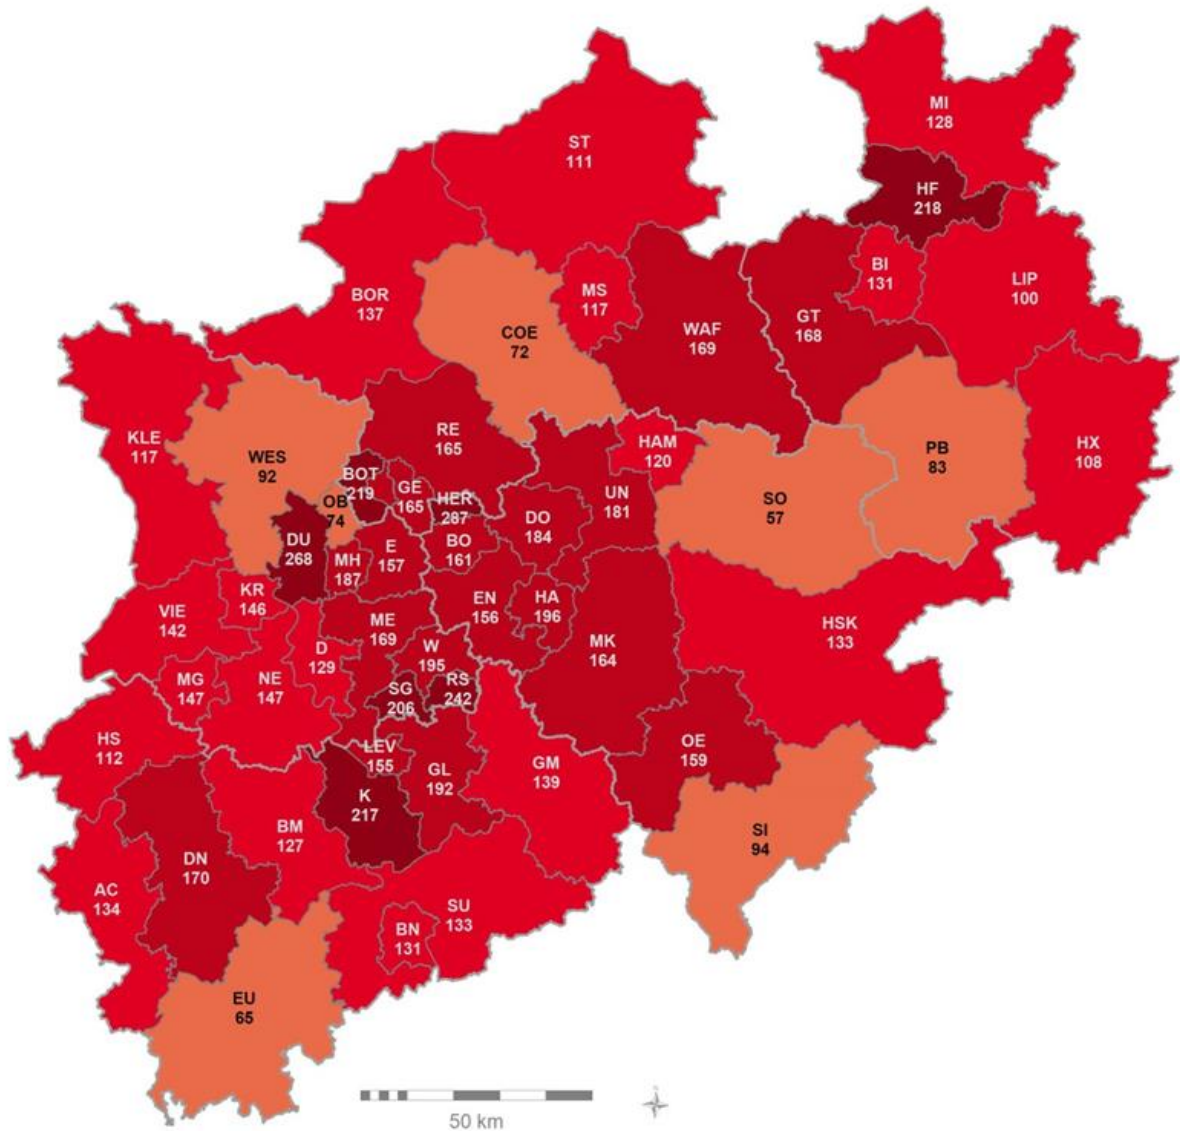 MI
128
ST
111
HF
218
BI
131
LIP
100
BOR
137
MS
117
COE
72
WAF
169
GT
168
KLE
117
WES
92
RE
165
HAM
120
PB
83
HX
108
BOT
219
GE
165
OB
74
HER
287
UN
181
SO
57
DO
184
DU
268
MH
187
E
157
BO
161
KR
146
VIE
142
EN
156
HA
196
ME
169
HSK
133
MK
164
D
129
W
195
MG
147
NE
147
SG
206
RS
242
HS
112
LEV
155
GL
192
GM
139
OE
159
K
217
BM
127
SI
94
DN
170
AC
134
SU
133
BN
131
EU
65
50 km